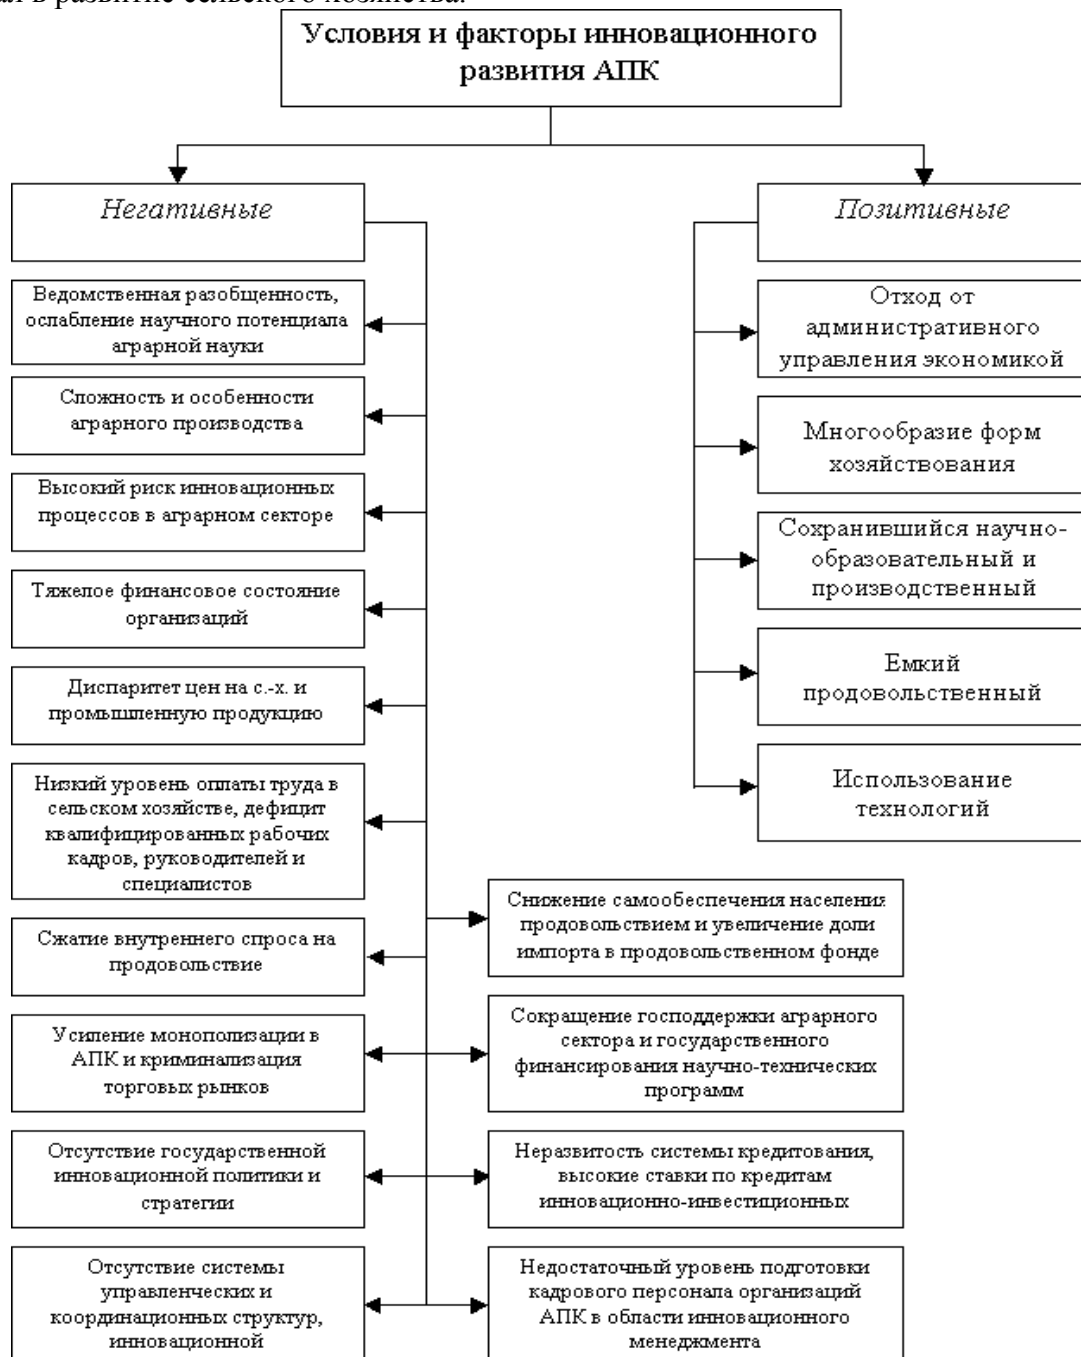 в развитие сельского хозяйства.
Условия и факторы инновационного
развития АПК
Негативные
Ведомственная разобщенность,
ослабление научного потенциала
аграрной науки
Сложность и особенности
аграрного производства
Высокий риск инновационных
процессов в аграрном секторе
Тяжелое финансовое состояние
организаций
Диспаритет цен на с.-х. и
промышленную продукцию
Низкий уровень оплаты труда в
сельском хозяйстве, дефицит
квалифицированных рабочих
кадров, руководителей и
специалистов
Сжатие внутреннего спроса на
продовольствие
Усиление монополизации в
АПК и криминализация
торговых рынков
Отсутствие государственной
инновационной политики и
стратегии
Отсутствие системы
управленческих и
координационных структур,
инновационной
Снижение самообеспечения населения
продовольствием и увеличение доли
импорта в продовольственном фонде
Сокращение господдержки аграрного
сектора и государственного
финансирования научно-технических
программ
Неразвитость системы кредитования,
высокие ставки по кредитам
инновационно-инвестиционных
Недостаточный уровень подготовки
кадрового персонала организаций
АПК в области инновационного
менеджмента
Позитивные
Отход от
административного
управления экономикой
Многообразие форм
хозяйствования
Сохранившийся научно-
образовательный и
производственный
Емкий
продовольственный
Использование
технологий